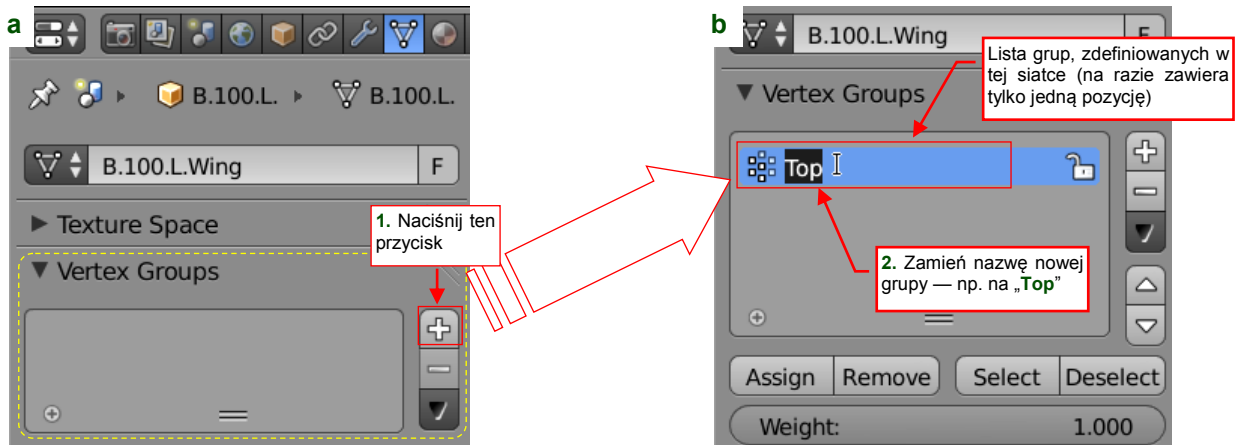 a
B.100.L.
B.100.L.
B.100.L.Wing
F
Texture Space
1. Naciśnij ten
przycisk
Vertex Groups
b
B.100.L.Wing
Lista grup, zdefiniowanych w
tej siatce (na razie zawiera
tylko jedną pozycję)
Vertex Groups
Top
2. Zamień nazwę nowej
grupy — np. na „Top”
Assign Remove Select Deselect
Weight: 1.000